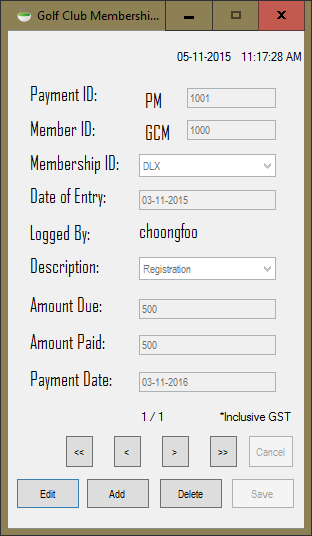 Golf Club Membershi...
05-11-2015 11:17:28 AM
Payment ID: PM 1001
Member ID: GCM 1000
Membership ID: DLX
Date of Entry: 03-11-2015
Logged By: choongfoo
Description: Registration
Amount Due: 500
Amount Paid: 500
Payment Date: 03-11-2016
1 / 1 *Inclusive GST
<< < > >> Cancel
Edit Add Delete Save